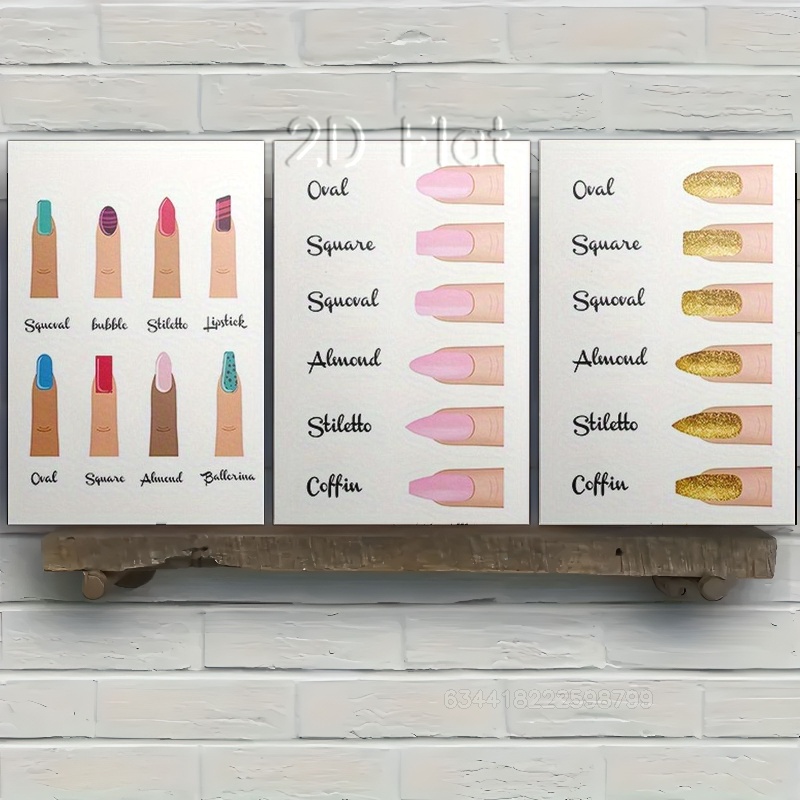 2D Flat
Squoval bubble Stiletto Lipstick
Oval Square Almond Ballerina
Oval
Square
Squoval
Almond
Stiletto
Coffin
Oval
Square
Squoval
Almond
Stiletto
Coffin
634418222598799